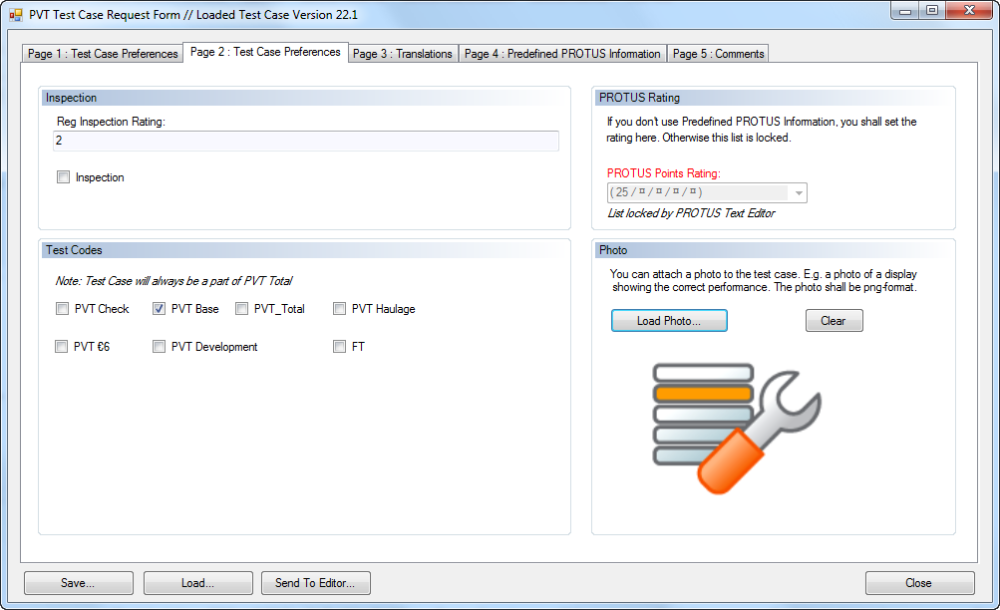 PVT Test Case Request Form // Loaded Test Case Version 22.1
Page 1 : Test Case Preferences
Page 2 : Test Case Preferences
Page 3 : Translations
Page 4 : Predefined PROTUS Information
Page 5 : Comments
Inspection
Reg Inspection Rating:
2
Inspection
PROTUS Rating
If you don't use Predefined PROTUS Information, you shall set the
rating here. Otherwise this list is locked.
PROTUS Points Rating:
( 25 / ¤ / ¤ / ¤ / ¤ )
List locked by PROTUS Text Editor
Test Codes
Note: Test Case will always be a part of PVT Total
PVT Check
PVT Base
PVT_Total
PVT Haulage
PVT €6
PVT Development
FT
Photo
You can attach a photo to the test case. E.g. a photo of a display
showing the correct performance. The photo shall be png-format.
Load Photo...
Clear
Save...
Load...
Send To Editor...
Close